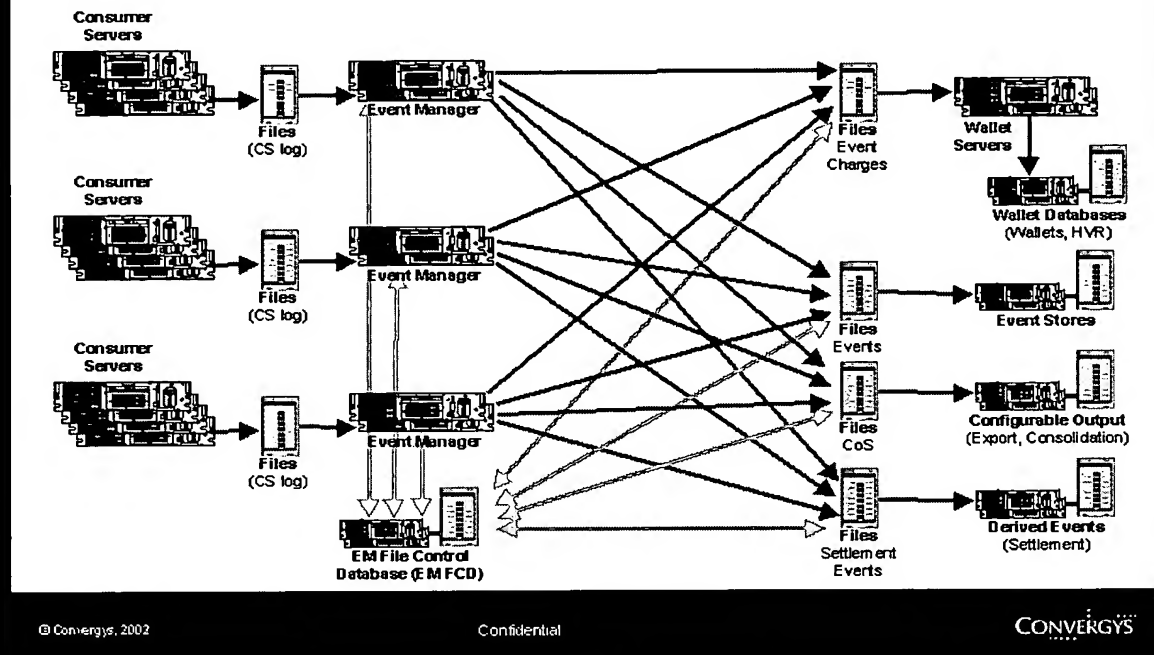 Consumer
Servers
Files
(CS log)
Event Manager
Files
Event
Charges
Wallet
Servers
Wallet Databases
(Wallets, HVR)
Consumer
Servers
Files
(CS log)
Event Manager
Files
Events
Event Stores
Consumer
Servers
Files
(CS log)
Event Manager
Files
CoS
Configurable Output
(Export, Consolidation)
EM File Control
Database (EM FCD)
Files
Settlement
Events
Derived Events
(Settlement)
© Convergys, 2002
Confidential
CONVERGYS